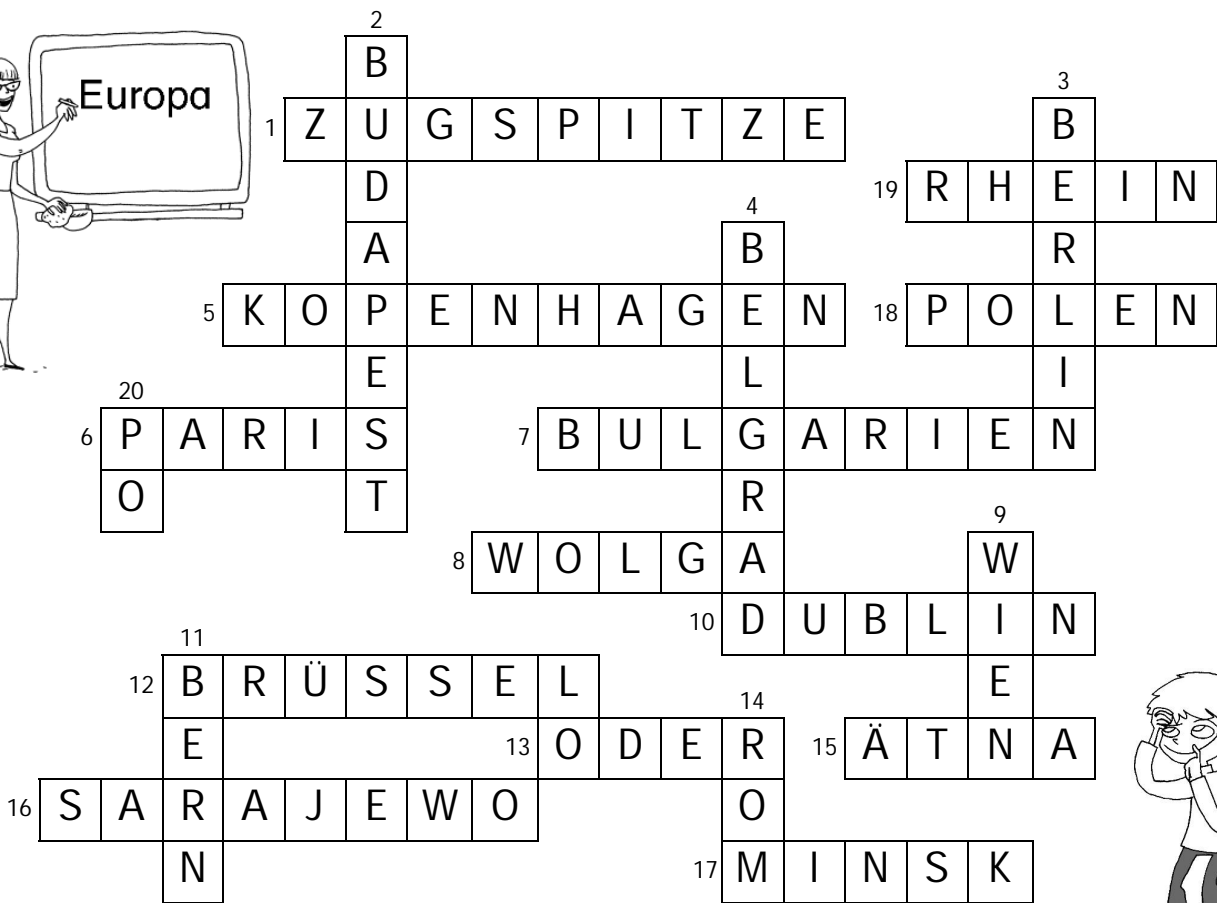 2
B
Europa
3
1 Z U G S P I T Z E B
D 19 R H E I N
4
A B R
5 K O P E N H A G E N 18 P O L E N
E L I
20
6 P A R I S 7 B U L G A R I E N
O T R
9
8 W O L G A W
10 D U B L I N
11
12 B R Ü S S E L E
14
E 13 O D E R 15 Ä T N A
16 S A R A J E W O O
N 17 M I N S K